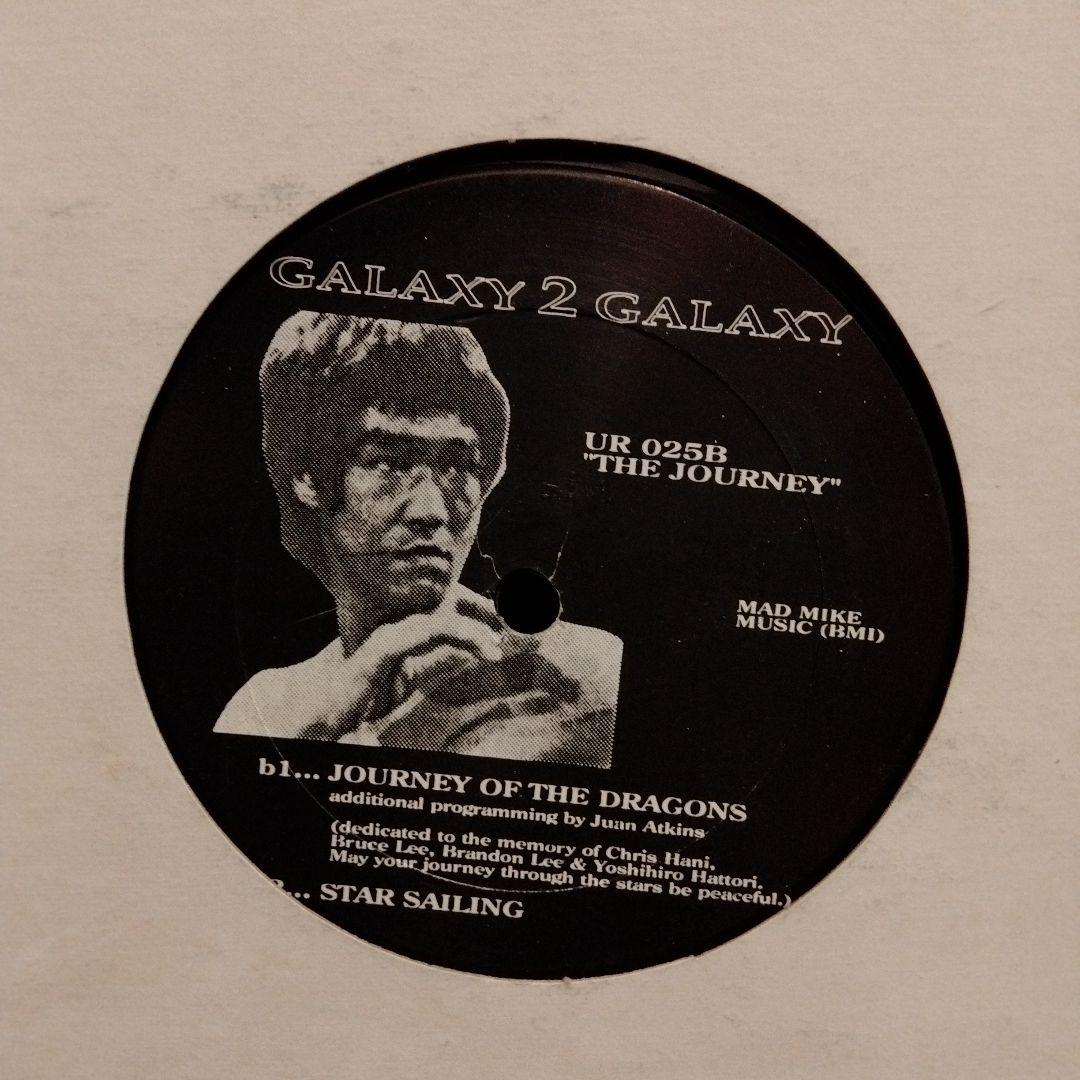 GALAXY 2 GALAXY
UR 025B
"THE JOURNEY"
MAD MIKE
MUSIC (BMI)
b1... JOURNEY OF THE DRAGONS
additional programming by Juan Atkins
(dedicated to the memory of Chris Hani,
Bruce Lee, Brandon Lee & Yoshihiro Hattori.
May your journey through the stars be peaceful.)
... STAR SAILING